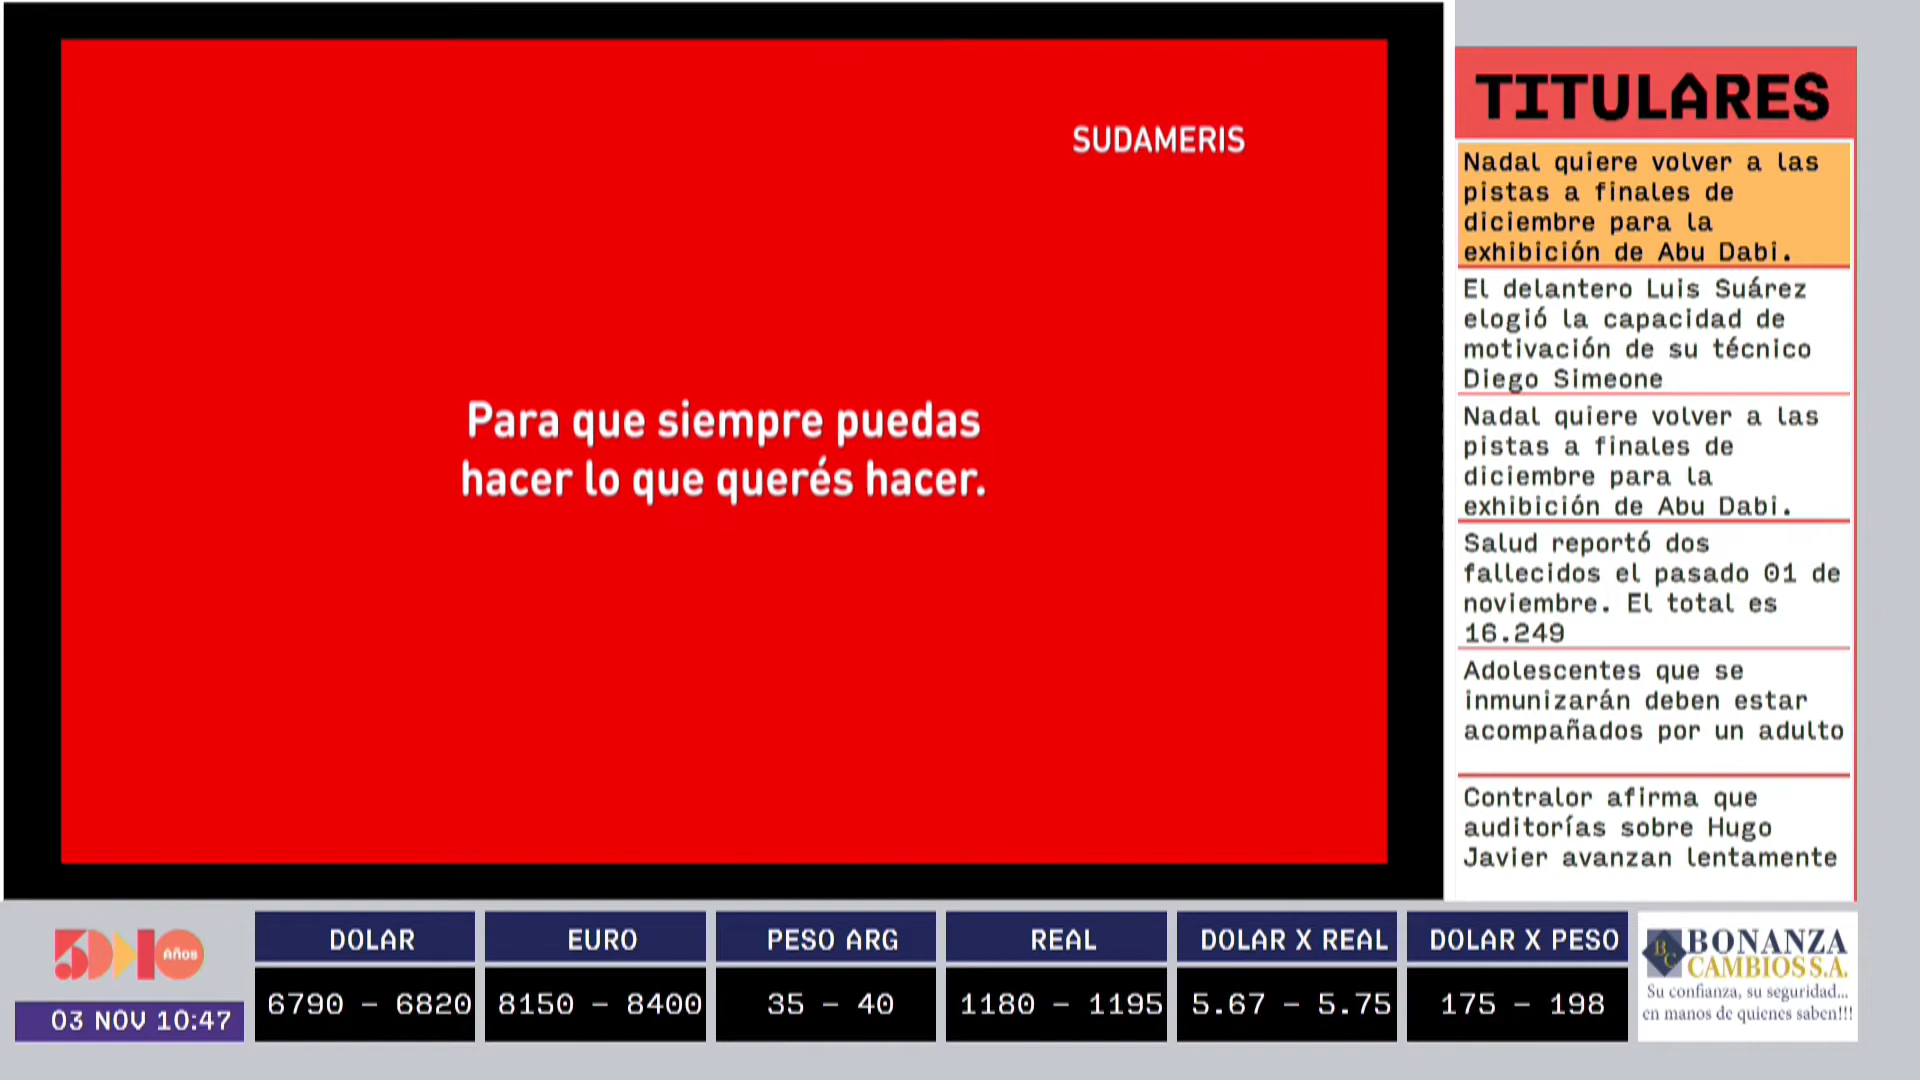 SUDAMERIS
Para que siempre puedas
hacer lo que querés hacer.
TITULARES
Nadal quiere volver a las
pistas a finales de
diciembre para la
exhibición de Abu Dabi.
El delantero Luis Suárez
elogió la capacidad de
motivación de su técnico
Diego Simeone
Nadal quiere volver a las
pistas a finales de
diciembre para la
exhibición de Abu Dabi.
Salud reportó dos
fallecidos el pasado 01 de
noviembre. El total es
16.249
Adolescentes que se
inmunizarán deben estar
acompañados por un adulto
Contralor afirma que
auditorías sobre Hugo
Javier avanzan lentamente
Años
03 NOV 10:47
DOLAR
6790 - 6820
EURO
8150 - 8400
PESO ARG
35 - 40
REAL
1180 - 1195
DOLAR X REAL
5.67 - 5.75
DOLAR X PESO
175 - 198
BC
BONANZA
CAMBIOS S.A.
Su confianza, su seguridad...
en manos de quienes saben!!!